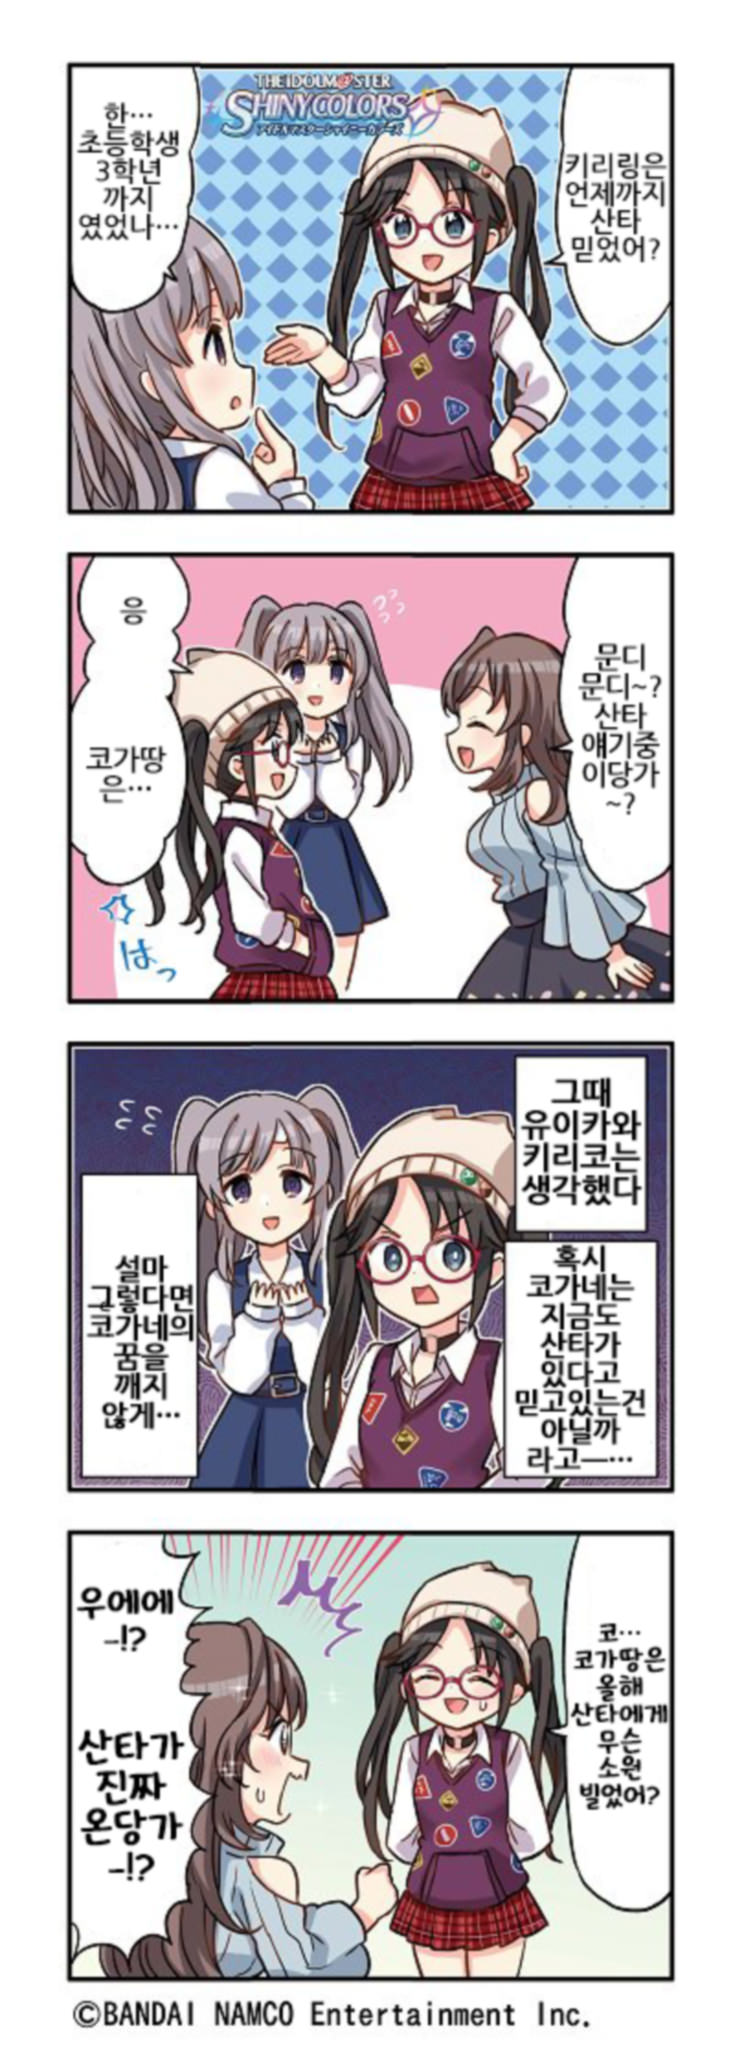 THE iDOLM@STER
SHINYCOLORS
アイドルマスターシャイニーカラーズ
키리링은
언제까지
산타
믿었어?
한…
초등학생
3학년
까지
였었나…
문디
문디~?
산타
얘기중
이당가
~?
응
코가땅
은…
はっ
그때
유이카와
키리코는
생각했다
혹시
코가네는
지금도
산타가
있다고
믿고있는건
아닐까
라고—…
설마
그렇다면
코가네의
꿈을
깨지
않게…
코…
코가땅은
올해
산타에게
무슨
소원
빌었어?
우에에
-!?
산타가
진짜
온당가
-!?
©BANDAI NAMCO Entertainment Inc.